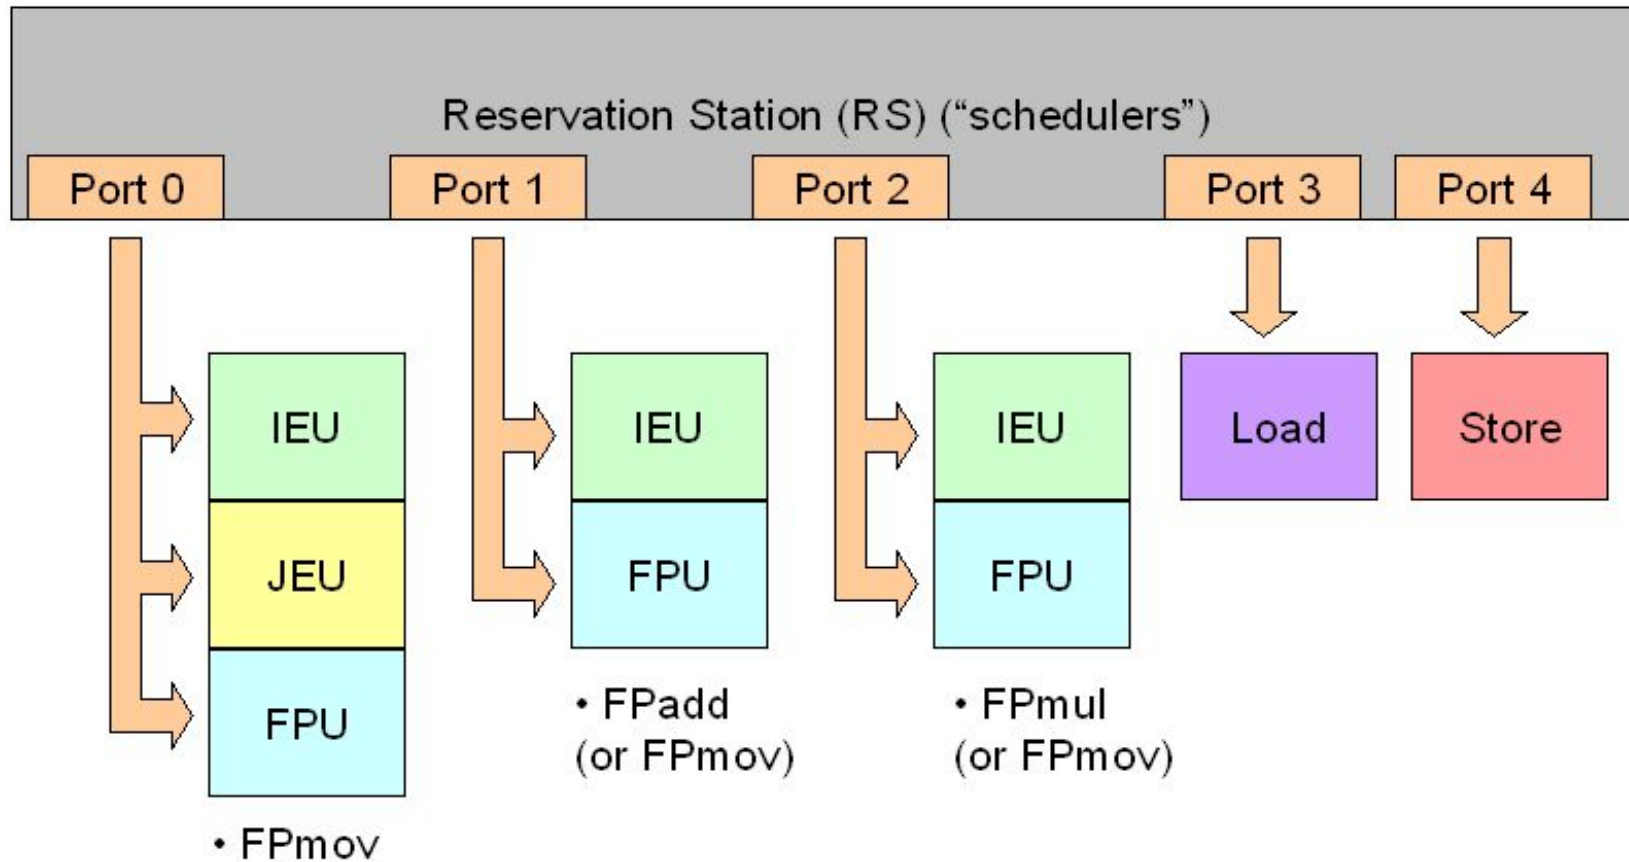 Reservation Station (RS) (“schedulers”)
Port 0
Port 1
Port 2
Port 3
Port 4
IEU
JEU
FPU
• FPmov
IEU
FPU
• FPadd
(or FPmov)
IEU
FPU
• FPmul
(or FPmov)
Load
Store